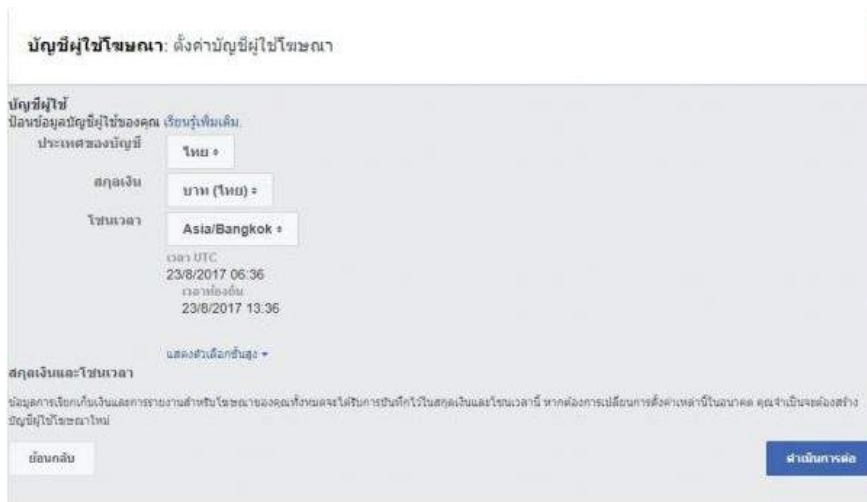 บัญชีผู้ใช้โฆษณา: ตั้งค่าบัญชีผู้ใช้โฆษณา
บัญชีผู้ใช้
ป้อนข้อมูลบัญชีผู้ใช้ของคุณ เรียนรู้เพิ่มเติม.
ประเทศของบัญชี
ไทย
สกุลเงิน
บาท (ไทย)
โซนเวลา
Asia/Bangkok
เวลา UTC
23/8/2017 06:36
เวลาท้องถิ่น
23/8/2017 13:36
แสดงตัวเลือกขั้นสูง
สกุลเงินและโซนเวลา
ข้อมูลการเรียกเก็บเงินและการรายงานสำหรับโฆษณาของคุณทั้งหมดจะได้รับการบันทึกไว้ในสกุลเงินและโซนเวลานี้ หากต้องการเปลี่ยนการตั้งค่าเหล่านี้ในอนาคต คุณจำเป็นจะต้องสร้าง
บัญชีผู้ใช้โฆษณาใหม่
ย้อนกลับ
ดำเนินการต่อ